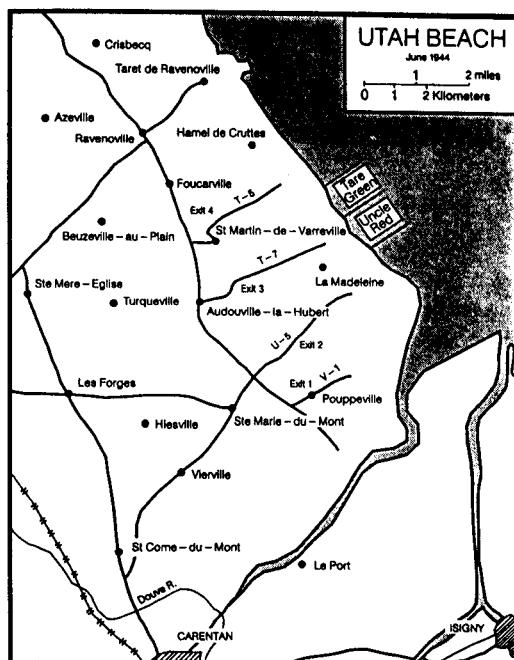 UTAH BEACH
June 1944
1 2 miles
0 1 2 Kilometers
Crisbecq
Taret de Ravenoville
Azeville
Ravenoville
Hamel de Cruttes
Foucarville
T-5
Exit 4
Tare
Green
Uncle
Red
Beuzeville-au-Plain
St Martin-de-Varreville
T-7
Ste Mere-Eglise
Turqueville
Exit 3
La Madeleine
Audouville-la-Hubert
U-5
Exit 2
Les Forges
Exit 1
V-1
Pouppeville
Hiesville
Ste Marie-du-Mont
Vierville
St Come-du-Mont
Le Port
Douve R.
CARENTAN
ISIGNY